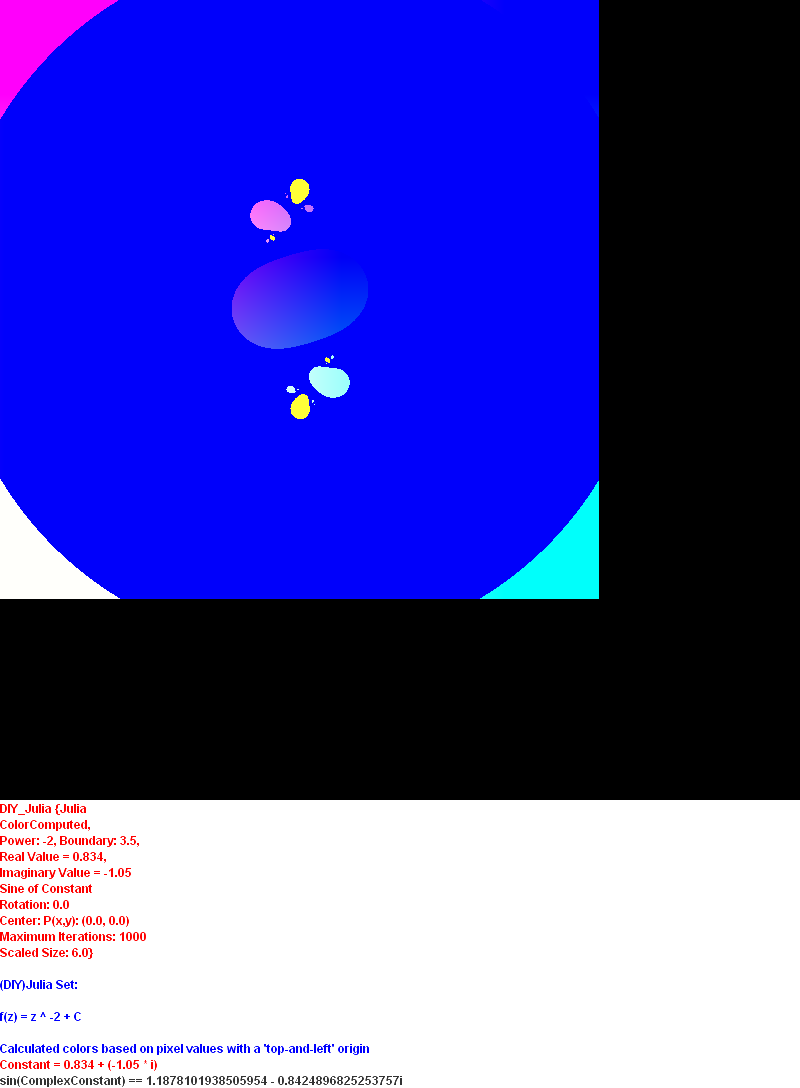 DIY_Julia {Julia
ColorComputed,
Power: -2, Boundary: 3.5,
Real Value = 0.834,
Imaginary Value = -1.05
Sine of Constant
Rotation: 0.0
Center: P(x,y): (0.0, 0.0)
Maximum Iterations: 1000
Scaled Size: 6.0}
(DIY)Julia Set:
f(z) = z ^ -2 + C
Calculated colors based on pixel values with a 'top-and-left' origin
Constant = 0.834 + (-1.05 * i)
sin(ComplexConstant) == 1.1878101938505954 - 0.8424896825253757i